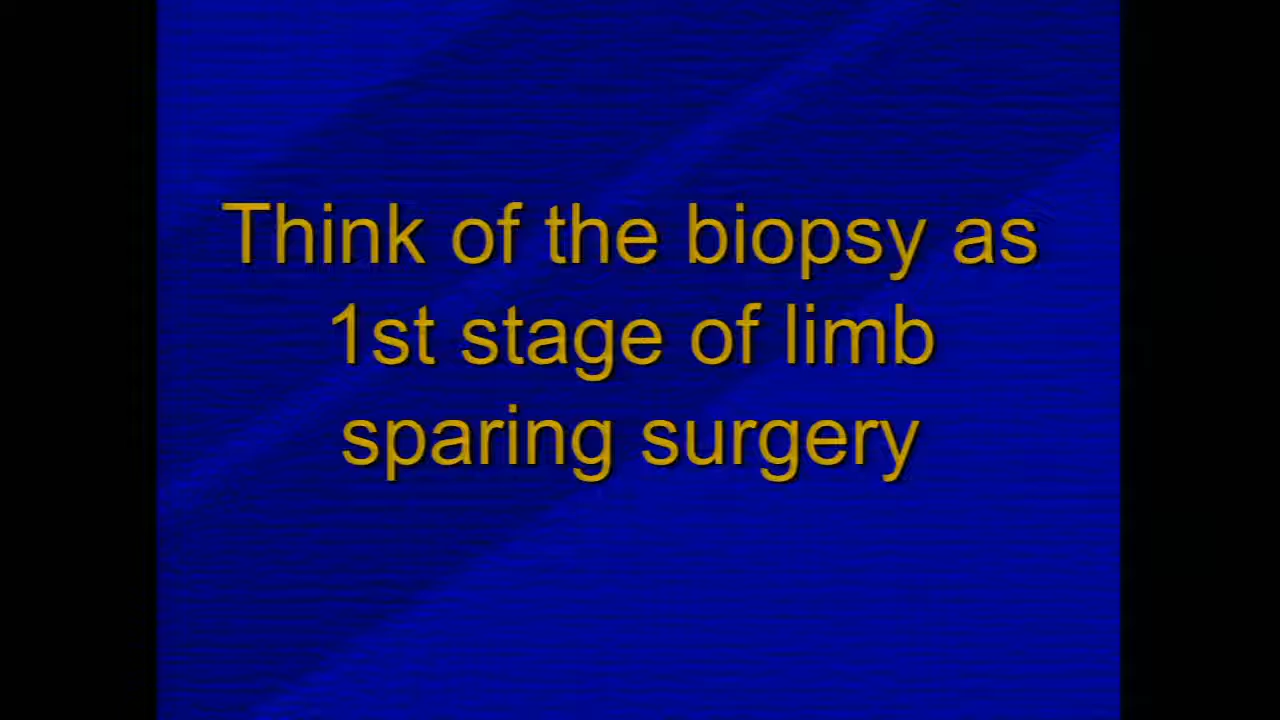 Think of the biopsy as
1st stage of limb
sparing surgery